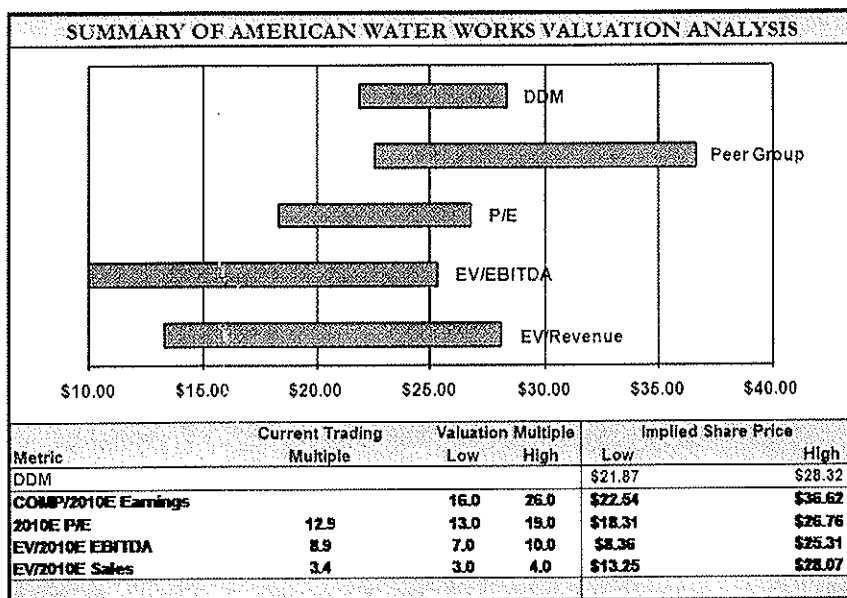 SUMMARY OF AMERICAN WATER WORKS VALUATION ANALYSIS
DDM
Peer Group
P/E
EV/EBITDA
EV/Revenue
$10.00 $15.00 $20.00 $25.00 $30.00 $35.00 $40.00
Current Trading Valuation Multiple Implied Share Price
Metric Multiple Low High Low High
DDM $21.87 $28.32
COMP/2010E Earnings 16.0 26.0 $22.54 $36.62
2010E P/E 12.9 13.0 19.0 $18.31 $26.76
EV/2010E EBITDA 8.9 7.0 10.0 $8.36 $25.31
EV/2010E Sales 3.4 3.0 4.0 $13.25 $28.07